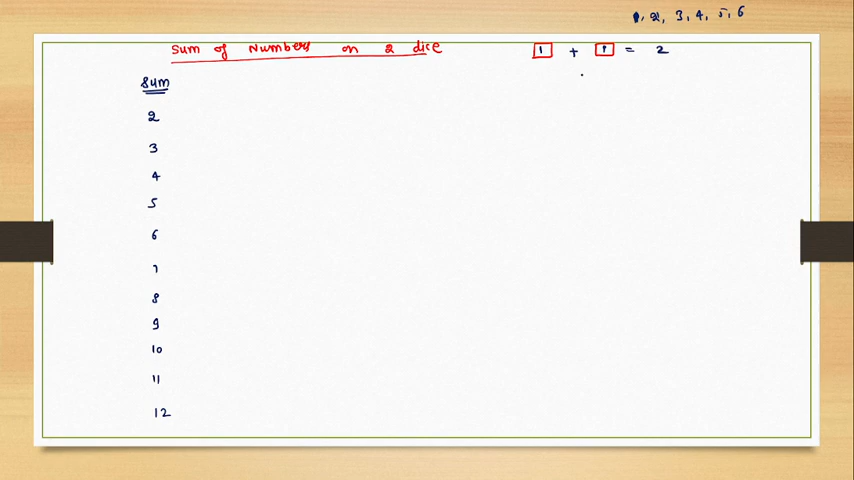 1, 2, 3, 4, 5, 6
Sum of Numbers on 2 dice
1 + 1 = 2
Sum
2
3
4
5
6
7
8
9
10
11
12